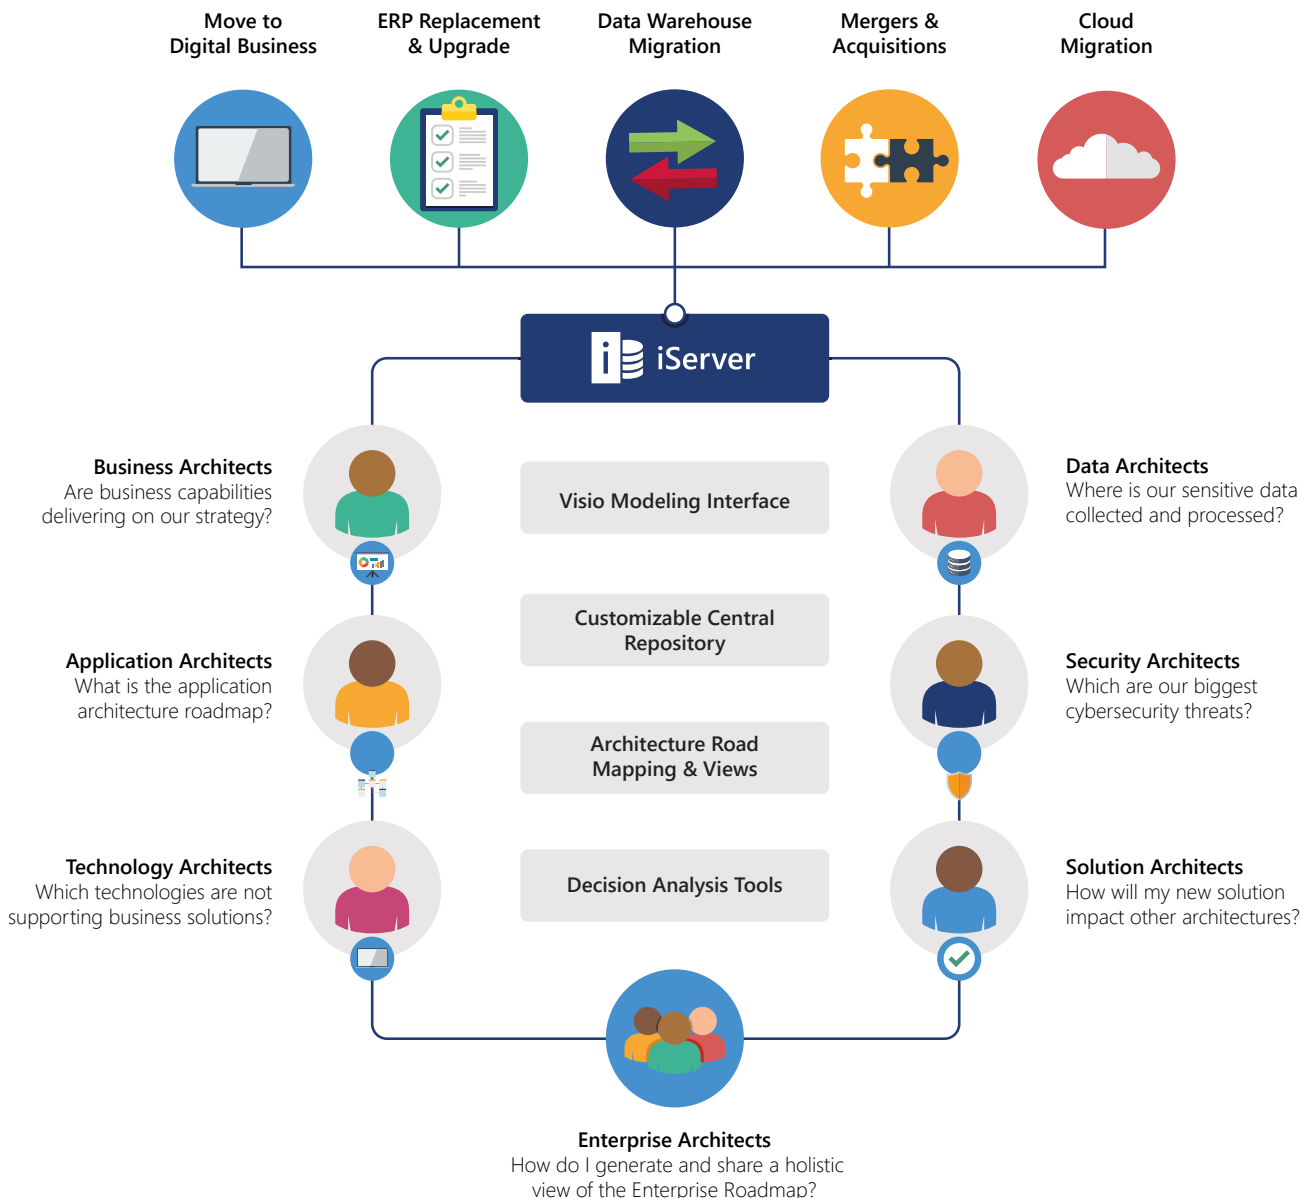 Move to
Digital Business
ERP Replacement
& Upgrade
Data Warehouse
Migration
Mergers &
Acquisitions
Cloud
Migration
i iServer
Business Architects
Are business capabilities
delivering on our strategy?
Application Architects
What is the application
architecture roadmap?
Technology Architects
Which technologies are not
supporting business solutions?
Visio Modeling Interface
Customizable Central
Repository
Architecture Road
Mapping & Views
Decision Analysis Tools
Data Architects
Where is our sensitive data
collected and processed?
Security Architects
Which are our biggest
cybersecurity threats?
Solution Architects
How will my new solution
impact other architectures?
Enterprise Architects
How do I generate and share a holistic
view of the Enterprise Roadmap?